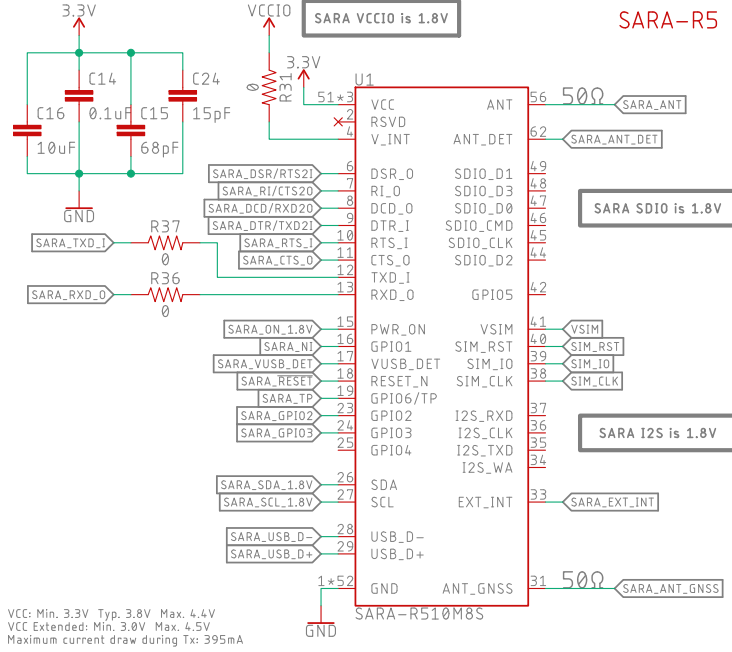 3.3V
VCCIO
SARA VCCIO is 1.8V
SARA-R5
C14
0.1uF
C24
15pF
C16
10uF
C15
68pF
GND
0
R31
3.3V
U1
51*3 VCC
2 RSVD
4 V_INT
SARA_DSR/RTS2I 6 DSR_O
SARA_RI/CTS2O 7 RI_O
SARA_DCD/RXD2O 8 DCD_O
SARA_DTR/TXD2I 9 DTR_I
SARA_RTS_I 10 RTS_I
SARA_CTS_O 11 CTS_O
SARA_TXD_I R37 0 12 TXD_I
SARA_RXD_O R36 0 13 RXD_O
SARA_ON_1.8V 15 PWR_ON
SARA_NI 16 GPIO1
SARA_VUSB_DET 17 VUSB_DET
SARA_RESET 18 RESET_N
SARA_TP 19 GPIO6/TP
SARA_GPIO2 23 GPIO2
SARA_GPIO3 24 GPIO3
25 GPIO4
SARA_SDA_1.8V 26 SDA
SARA_SCL_1.8V 27 SCL
SARA_USB_D- 28 USB_D-
SARA_USB_D+ 29 USB_D+
1*52 GND
GND
ANT 56 50Ω SARA_ANT
ANT_DET 62 SARA_ANT_DET
SDIO_D1 49
SDIO_D3 48
SDIO_D0 47
SDIO_CMD 46
SDIO_CLK 45
SDIO_D2 44
SARA SDIO is 1.8V
GPIO5 42
VSIM 41 VSIM
SIM_RST 40 SIM_RST
SIM_IO 39 SIM_IO
SIM_CLK 38 SIM_CLK
I2S_RXD 37
I2S_CLK 36
I2S_TXD 35
I2S_WA 34
SARA I2S is 1.8V
EXT_INT 33 SARA_EXT_INT
ANT_GNSS 31 50Ω SARA_ANT_GNSS
SARA-R510M8S
VCC: Min. 3.3V Typ. 3.8V Max. 4.4V
VCC Extended: Min. 3.0V Max. 4.5V
Maximum current draw during Tx: 395mA